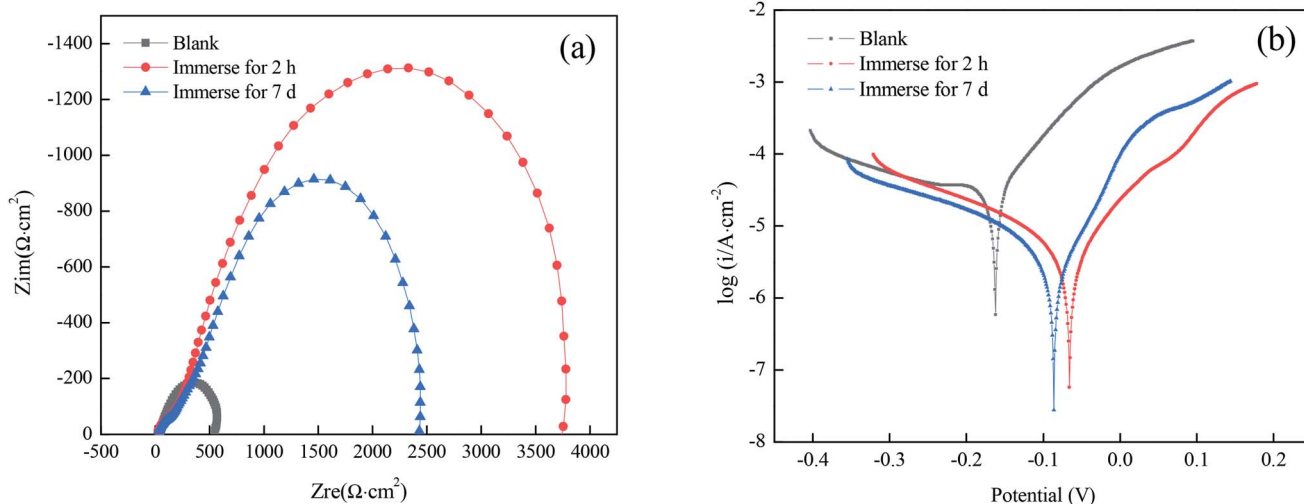 (a)
Blank
Immerse for 2 h
Immerse for 7 d
-1400
-1200
-1000
-800
-600
-400
-200
0
Zim(Ω·cm²)
-500
0
500
1000
1500
2000
2500
3000
3500
4000
Zre(Ω·cm²)
(b)
Blank
Immerse for 2 h
Immerse for 7 d
-2
-3
-4
-5
-6
-7
-8
log (i/A·cm⁻²)
-0.4
-0.3
-0.2
-0.1
0.0
0.1
0.2
Potential (V)